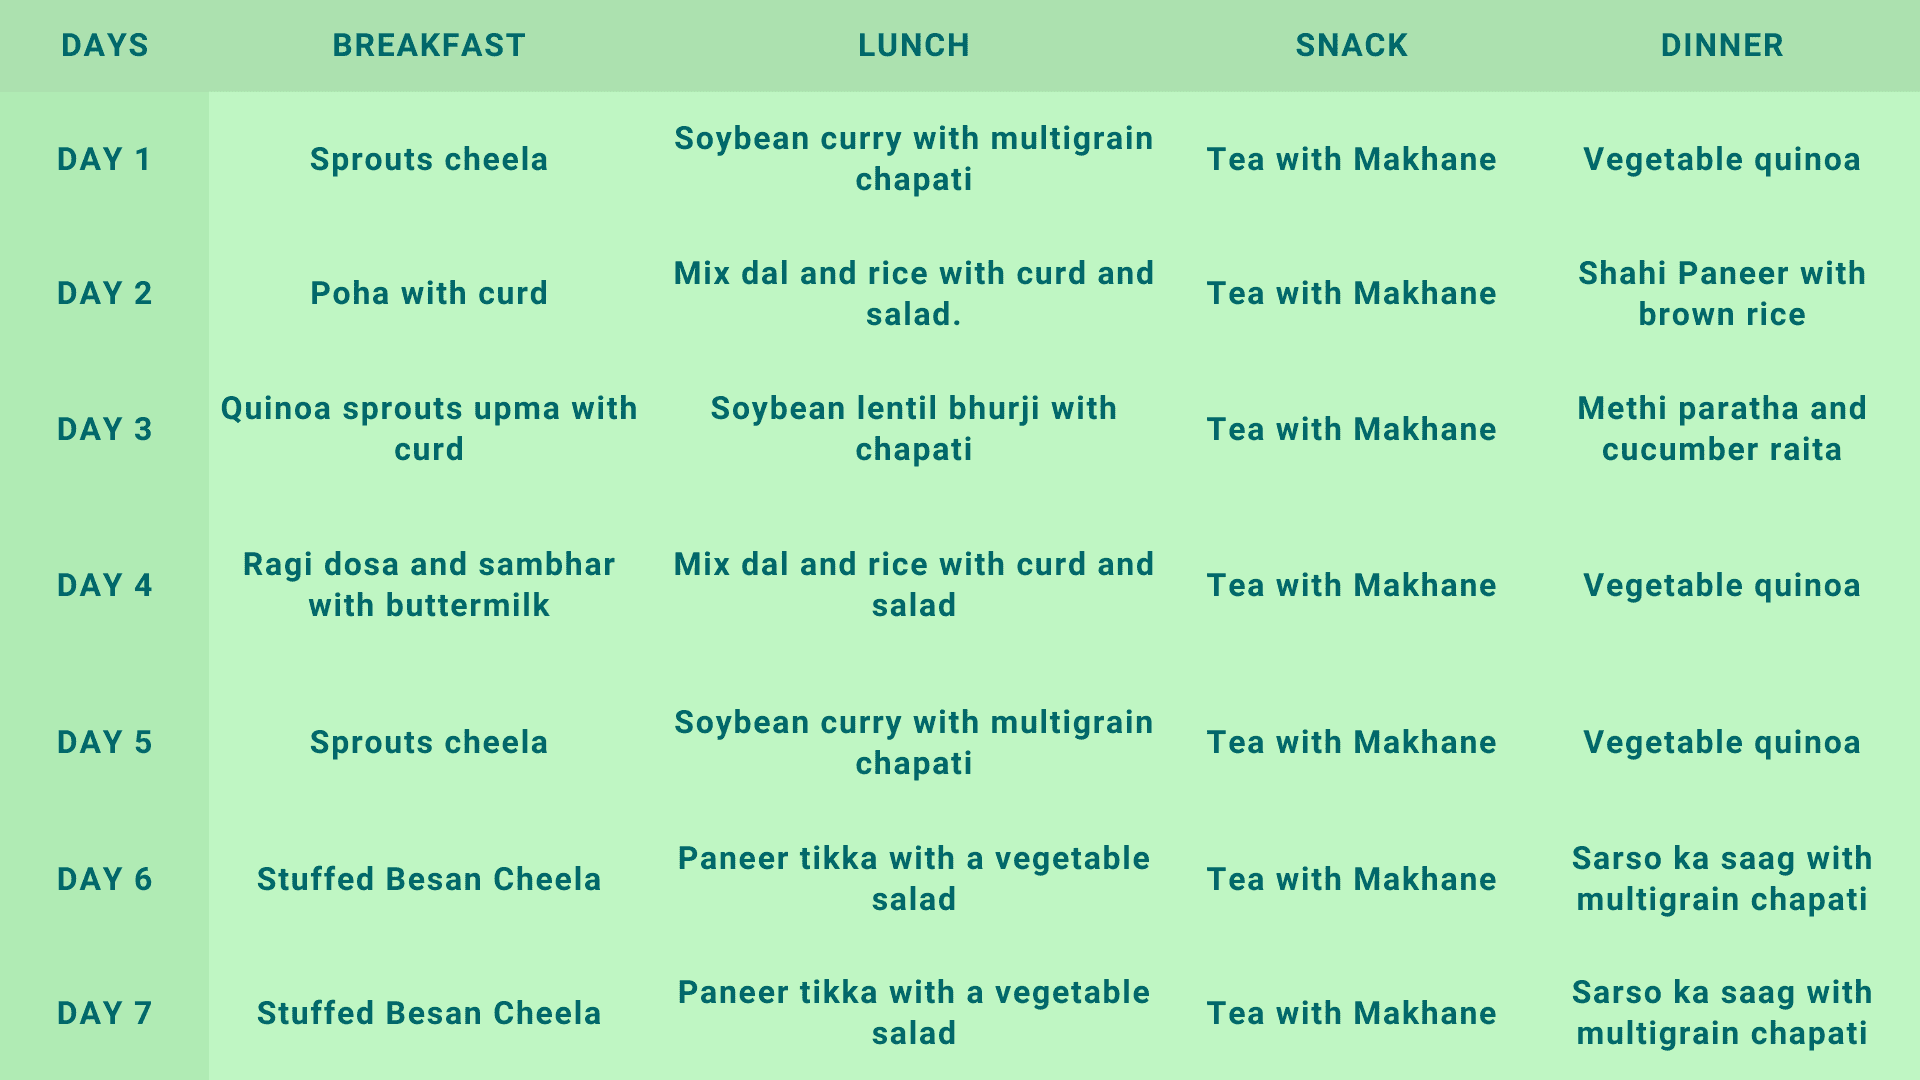 DAYS BREAKFAST LUNCH SNACK DINNER
DAY 1 Sprouts cheela Soybean curry with multigrain chapati Tea with Makhane Vegetable quinoa
DAY 2 Poha with curd Mix dal and rice with curd and salad. Tea with Makhane Shahi Paneer with brown rice
DAY 3 Quinoa sprouts upma with curd Soybean lentil bhurji with chapati Tea with Makhane Methi paratha and cucumber raita
DAY 4 Ragi dosa and sambhar with buttermilk Mix dal and rice with curd and salad Tea with Makhane Vegetable quinoa
DAY 5 Sprouts cheela Soybean curry with multigrain chapati Tea with Makhane Vegetable quinoa
DAY 6 Stuffed Besan Cheela Paneer tikka with a vegetable salad Tea with Makhane Sarso ka saag with multigrain chapati
DAY 7 Stuffed Besan Cheela Paneer tikka with a vegetable salad Tea with Makhane Sarso ka saag with multigrain chapati